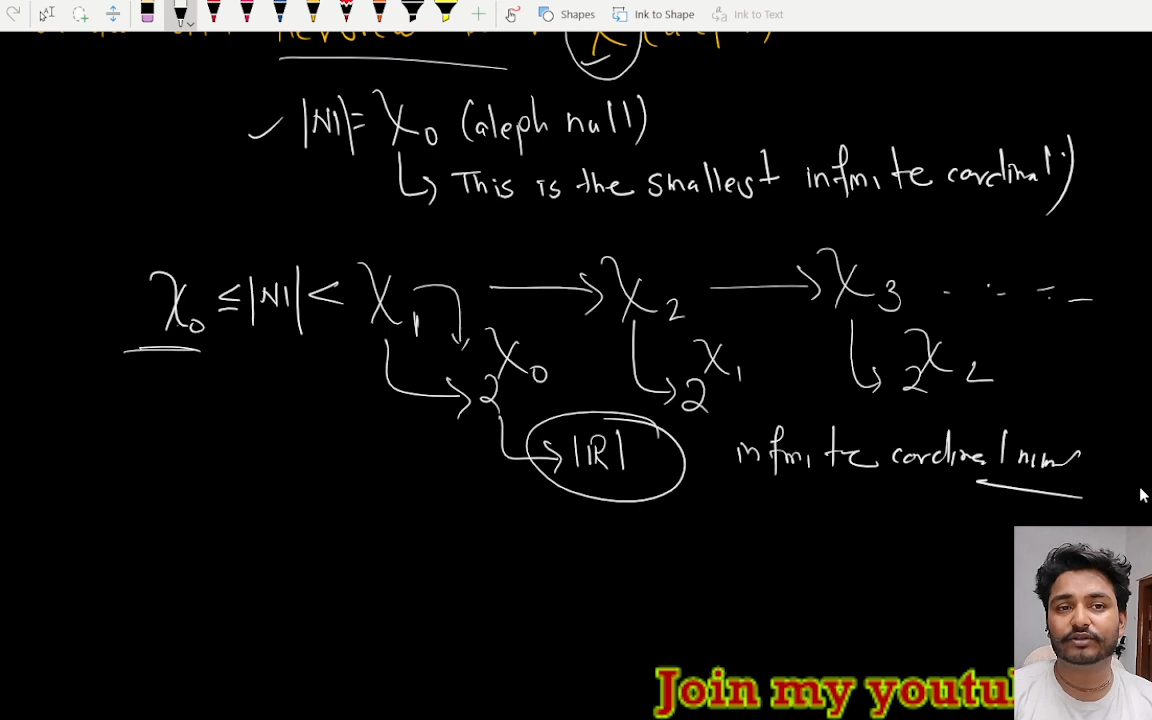 Shapes Ink to Shape Ink to Text
|N| = ℵ0 (aleph null)
This is the smallest infinite cardinal
ℵ0 ≤ |N| < ℵ1 → ℵ2 → ℵ3 ...
2^ℵ0 2^ℵ1 2^ℵ2
|R| infinite cardinal num
Join my youtu